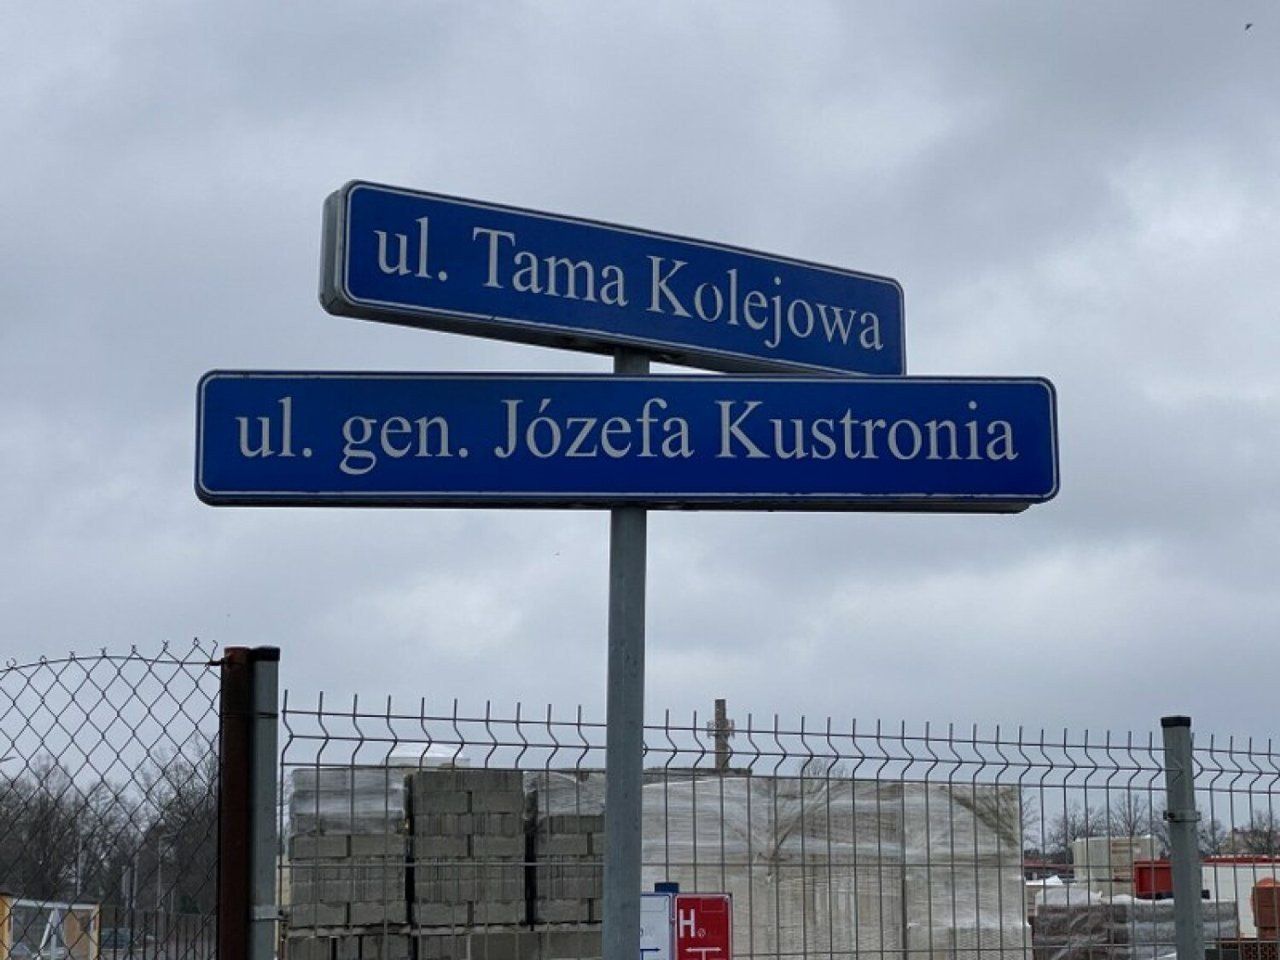 ul. Tama Kolejowa
ul. gen. Józefa Kustronia
H